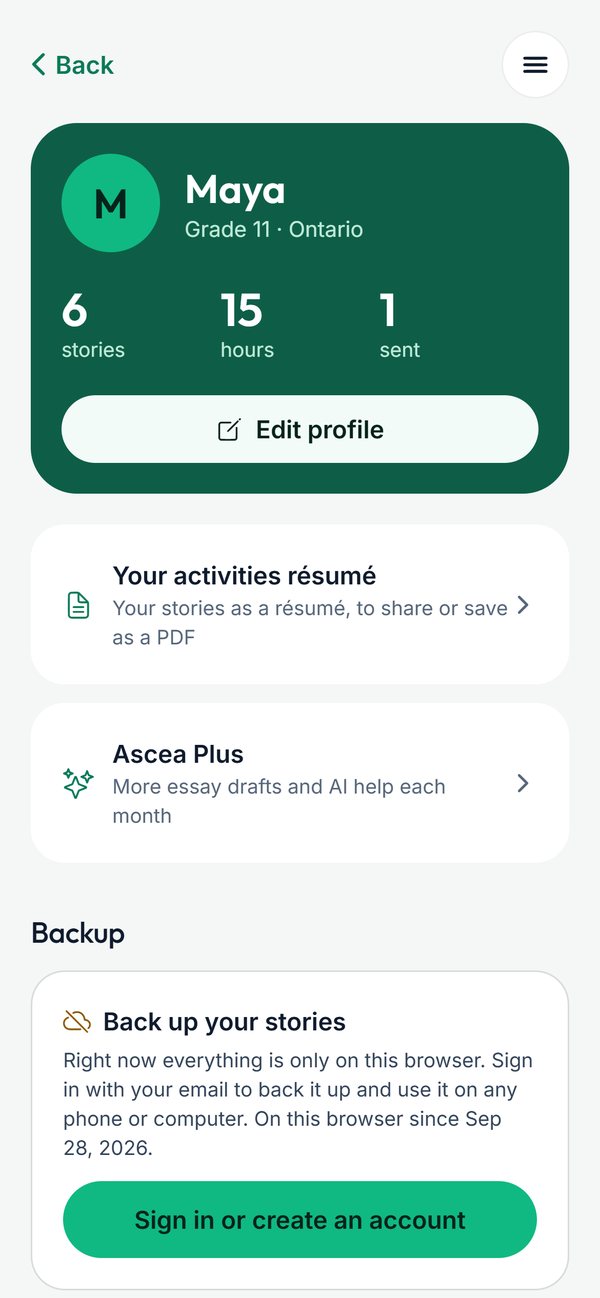 Back
M
Maya
Grade 11 · Ontario
6
stories
15
hours
1
sent
Edit profile
Your activities résumé
Your stories as a résumé, to share or save
as a PDF
Ascea Plus
More essay drafts and AI help each
month
Backup
Back up your stories
Right now everything is only on this browser. Sign
in with your email to back it up and use it on any
phone or computer. On this browser since Sep
28, 2026.
Sign in or create an account